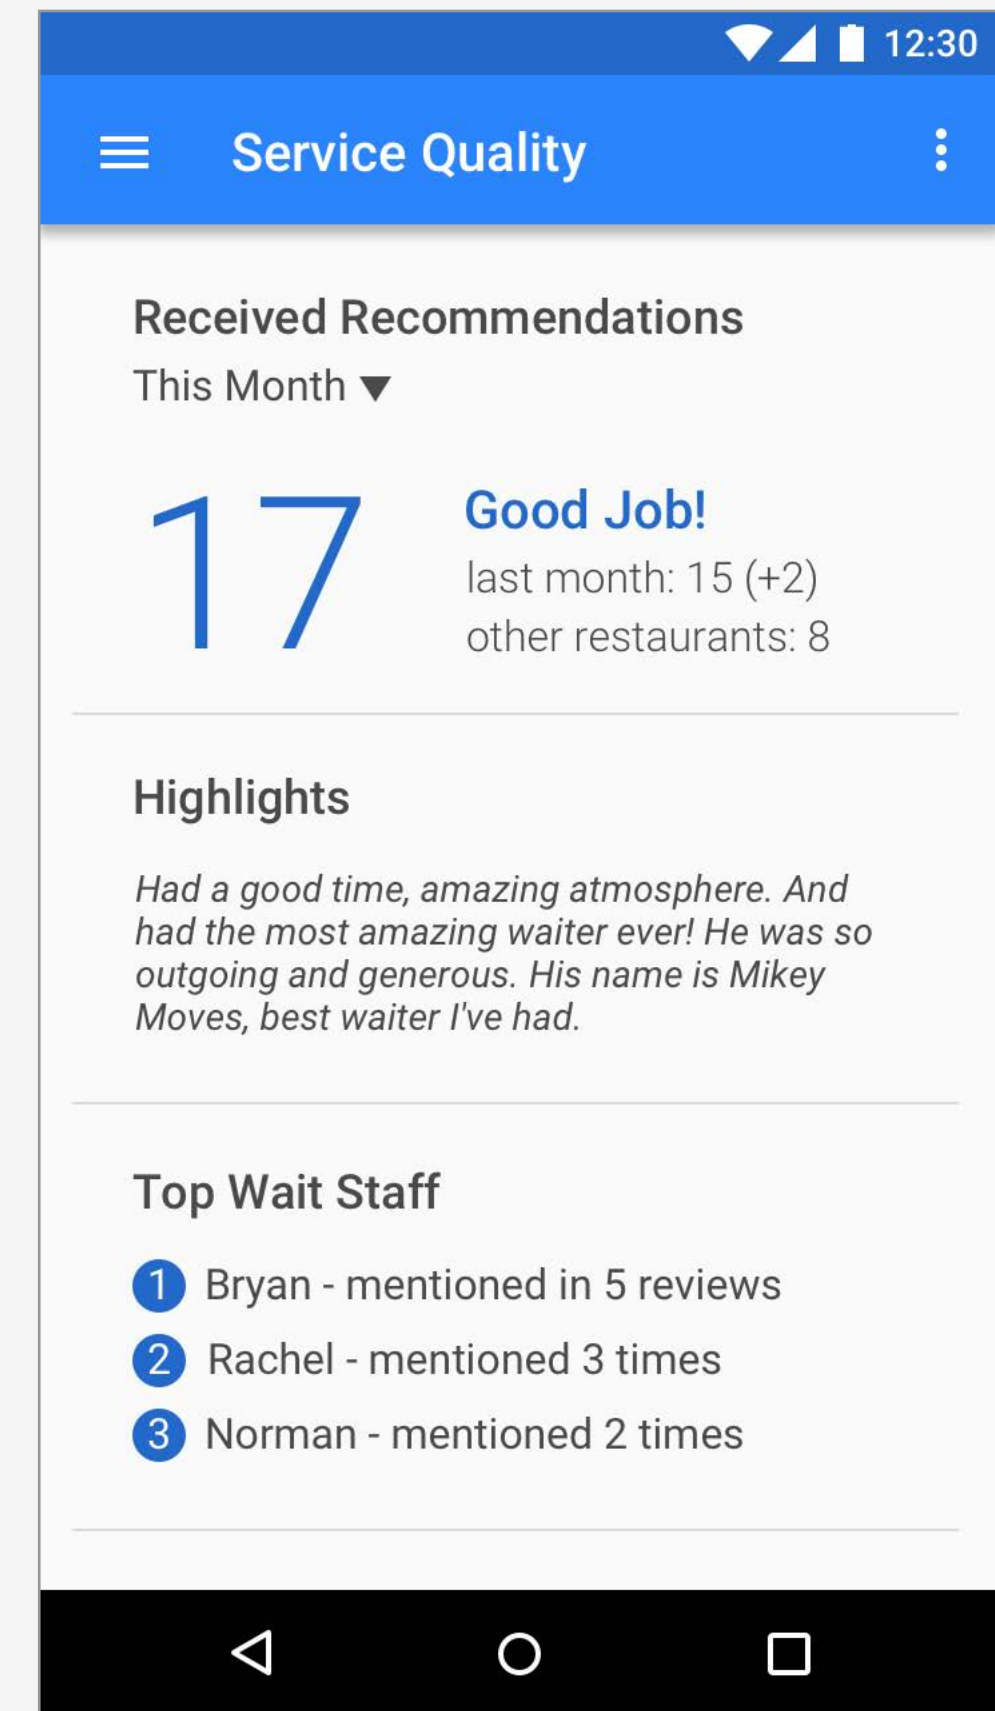 12:30
Service Quality
Received Recommendations
This Month
17
Good Job!
last month: 15 (+2)
other restaurants: 8
Highlights
Had a good time, amazing atmosphere. And
had the most amazing waiter ever! He was so
outgoing and generous. His name is Mikey
Moves, best waiter I've had.
Top Wait Staff
1 Bryan - mentioned in 5 reviews
2 Rachel - mentioned 3 times
3 Norman - mentioned 2 times